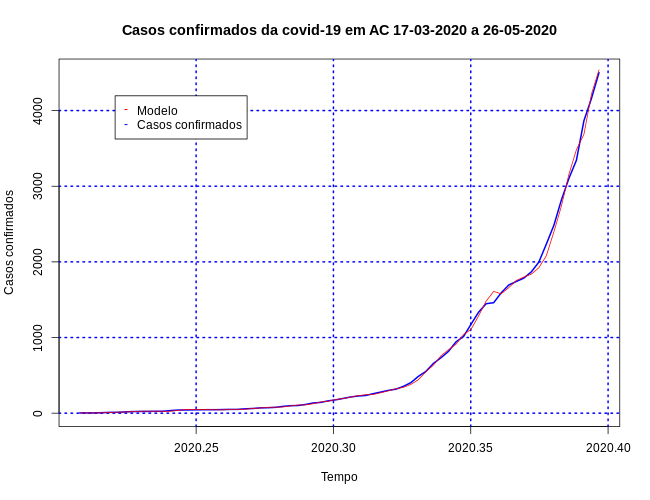 Casos confirmados da covid-19 em AC 17-03-2020 a 26-05-2020
Modelo
Casos confirmados
Casos confirmados
4000
3000
2000
1000
0
2020.25 2020.30 2020.35 2020.40
Tempo